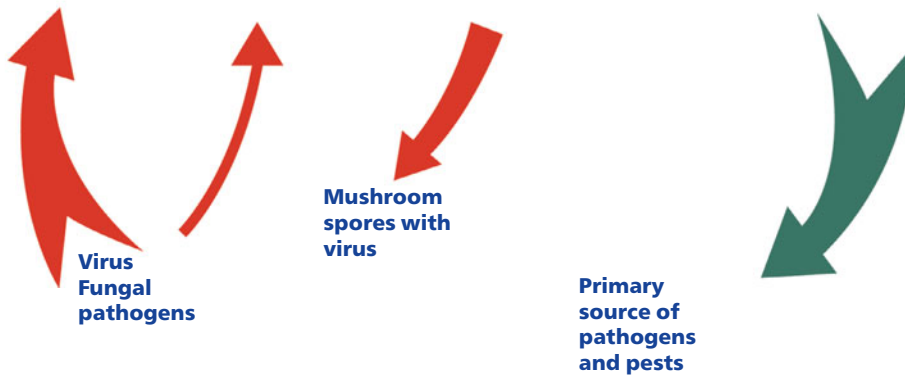 Mushroom
spores with
virus
Virus
Fungal
pathogens
Primary
source of
pathogens
and pests